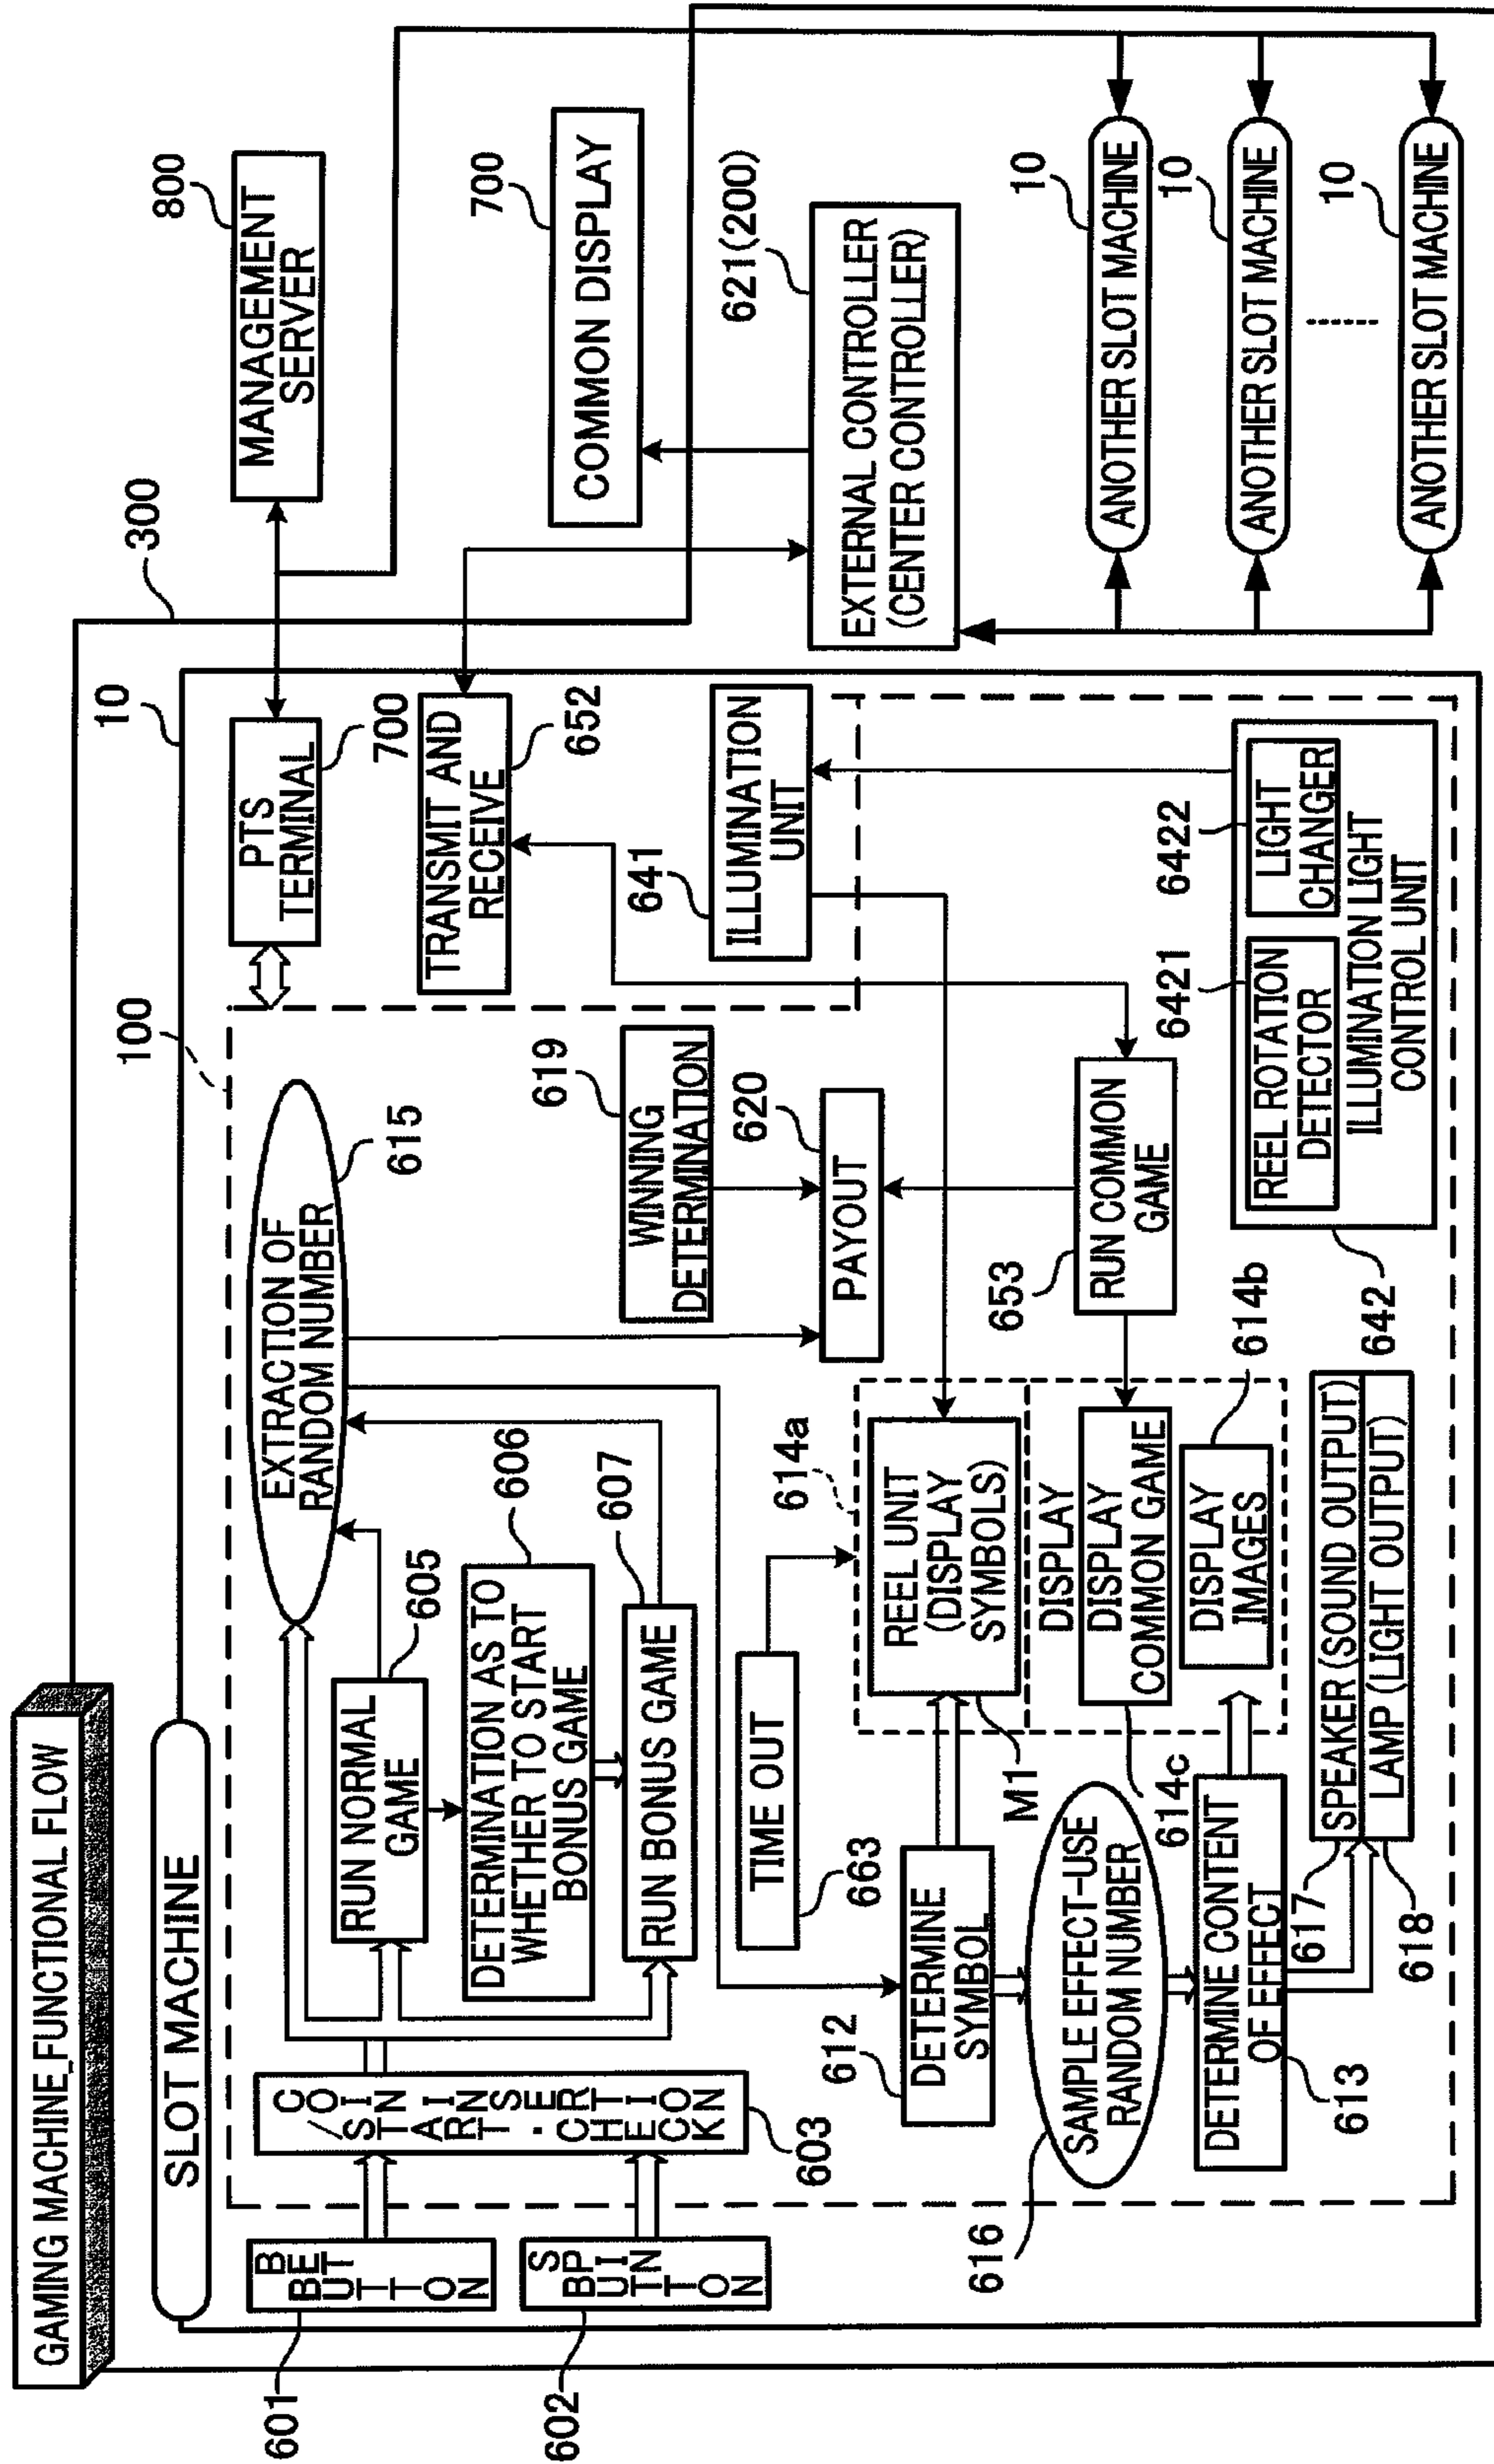 GAMING MACHINE FUNCTIONAL FLOW
300
SLOT MACHINE
10
100
601
BET
BUTTON
602
SPIN
BUTTON
COIN INSERTION
/START·CHECK
603
RUN NORMAL
GAME
605
DETERMINATION AS TO
WHETHER TO START
BONUS GAME
606
RUN BONUS GAME
607
EXTRACTION OF
RANDOM NUMBER
615
PTS
TERMINAL
700
MANAGEMENT
SERVER
800
TRANSMIT AND
RECEIVE
652
COMMON DISPLAY
700
WINNING
DETERMINATION
619
PAYOUT
620
ILLUMINATION
UNIT
641
EXTERNAL CONTROLLER
(CENTER CONTROLLER)
621(200)
TIME OUT
663
612
DETERMINE
SYMBOL
616
SAMPLE EFFECT-USE
RANDOM NUMBER
DETERMINE CONTENT
OF EFFECT
613
614a
REEL UNIT
(DISPLAY
SYMBOLS)
M1
DISPLAY
DISPLAY
COMMON GAME
614c
DISPLAY
IMAGES
614b
617
SPEAKER (SOUND OUTPUT)
LAMP (LIGHT OUTPUT)
618
653
RUN COMMON
GAME
6421
REEL ROTATION
DETECTOR
6422
LIGHT
CHANGER
ILLUMINATION LIGHT
CONTROL UNIT
642
10
ANOTHER SLOT MACHINE
10
ANOTHER SLOT MACHINE
10
ANOTHER SLOT MACHINE